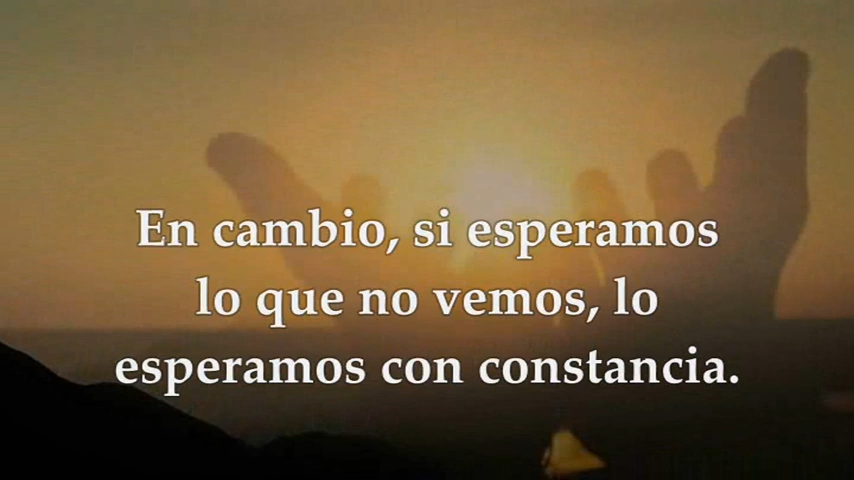 En cambio, si esperamos
lo que no vemos, lo
esperamos con constancia.